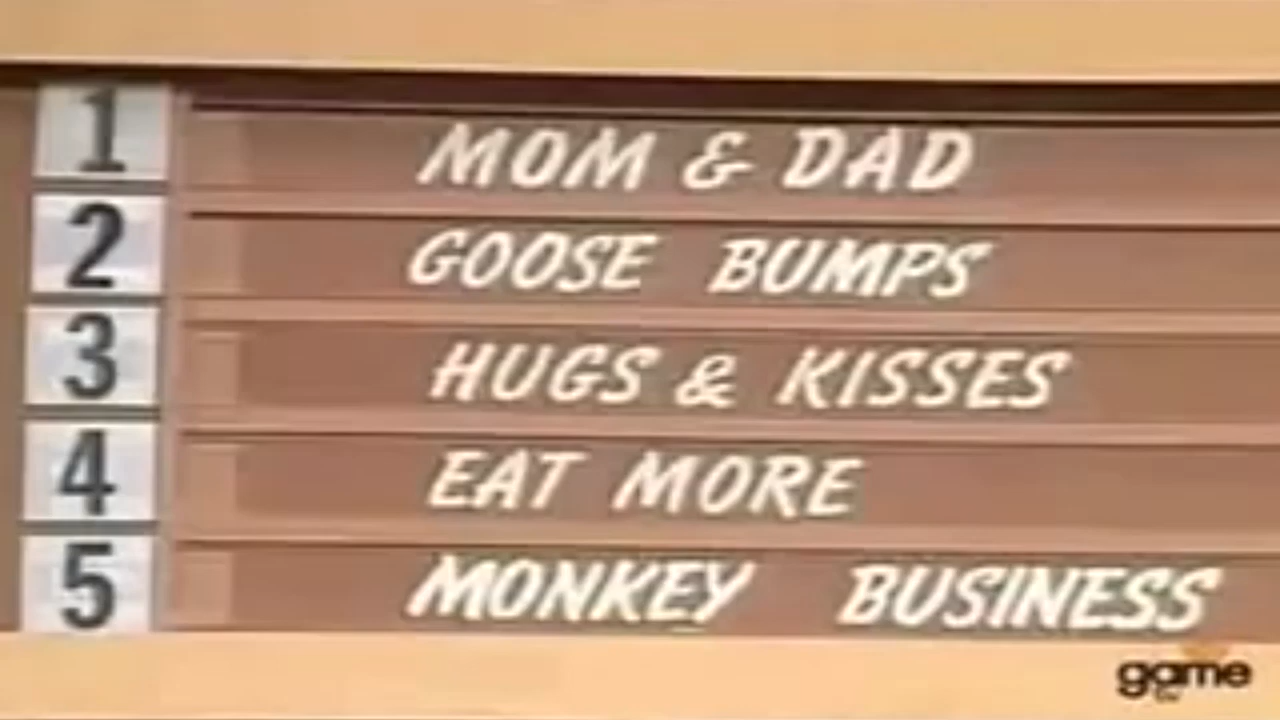 1 MOM & DAD
2 GOOSE BUMPS
3 HUGS & KISSES
4 EAT MORE
5 MONKEY BUSINESS
game